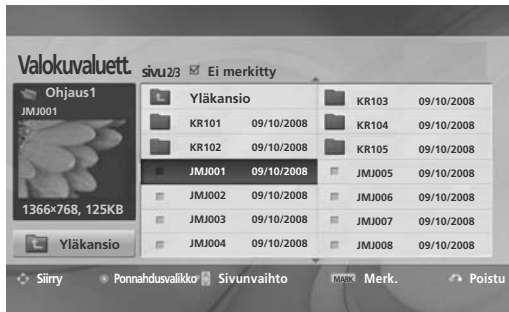 Valokuvaluett. sivu 2/3 Ei merkitty
Ohjaus1
JMJ001
1366×768, 125KB
Yläkansio
Yläkansio
KR101 09/10/2008
KR102 09/10/2008
JMJ001 09/10/2008
JMJ002 09/10/2008
JMJ003 09/10/2008
JMJ004 09/10/2008
KR103 09/10/2008
KR104 09/10/2008
KR105 09/10/2008
JMJ005 09/10/2008
JMJ006 09/10/2008
JMJ007 09/10/2008
JMJ008 09/10/2008
Siirry Ponnahdusvalikko Sivunvaihto MARK Merk. Poistu